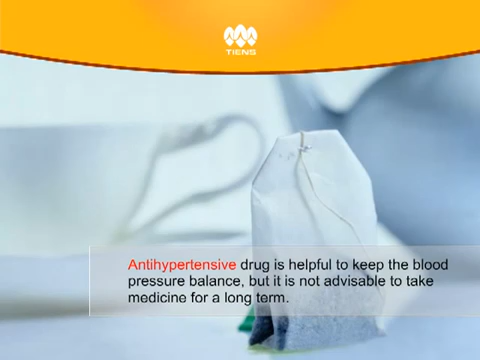 TIENS
Antihypertensive drug is helpful to keep the blood
pressure balance, but it is not advisable to take
medicine for a long term.